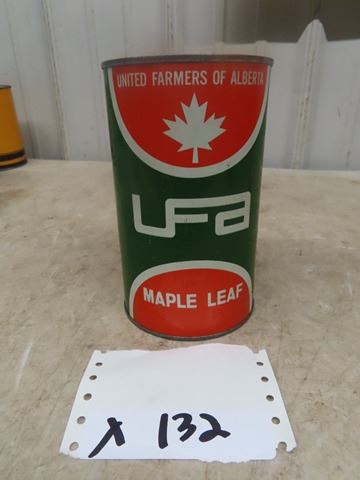 UNITED FARMERS OF ALBERTA
UFA
MAPLE LEAF
X 132